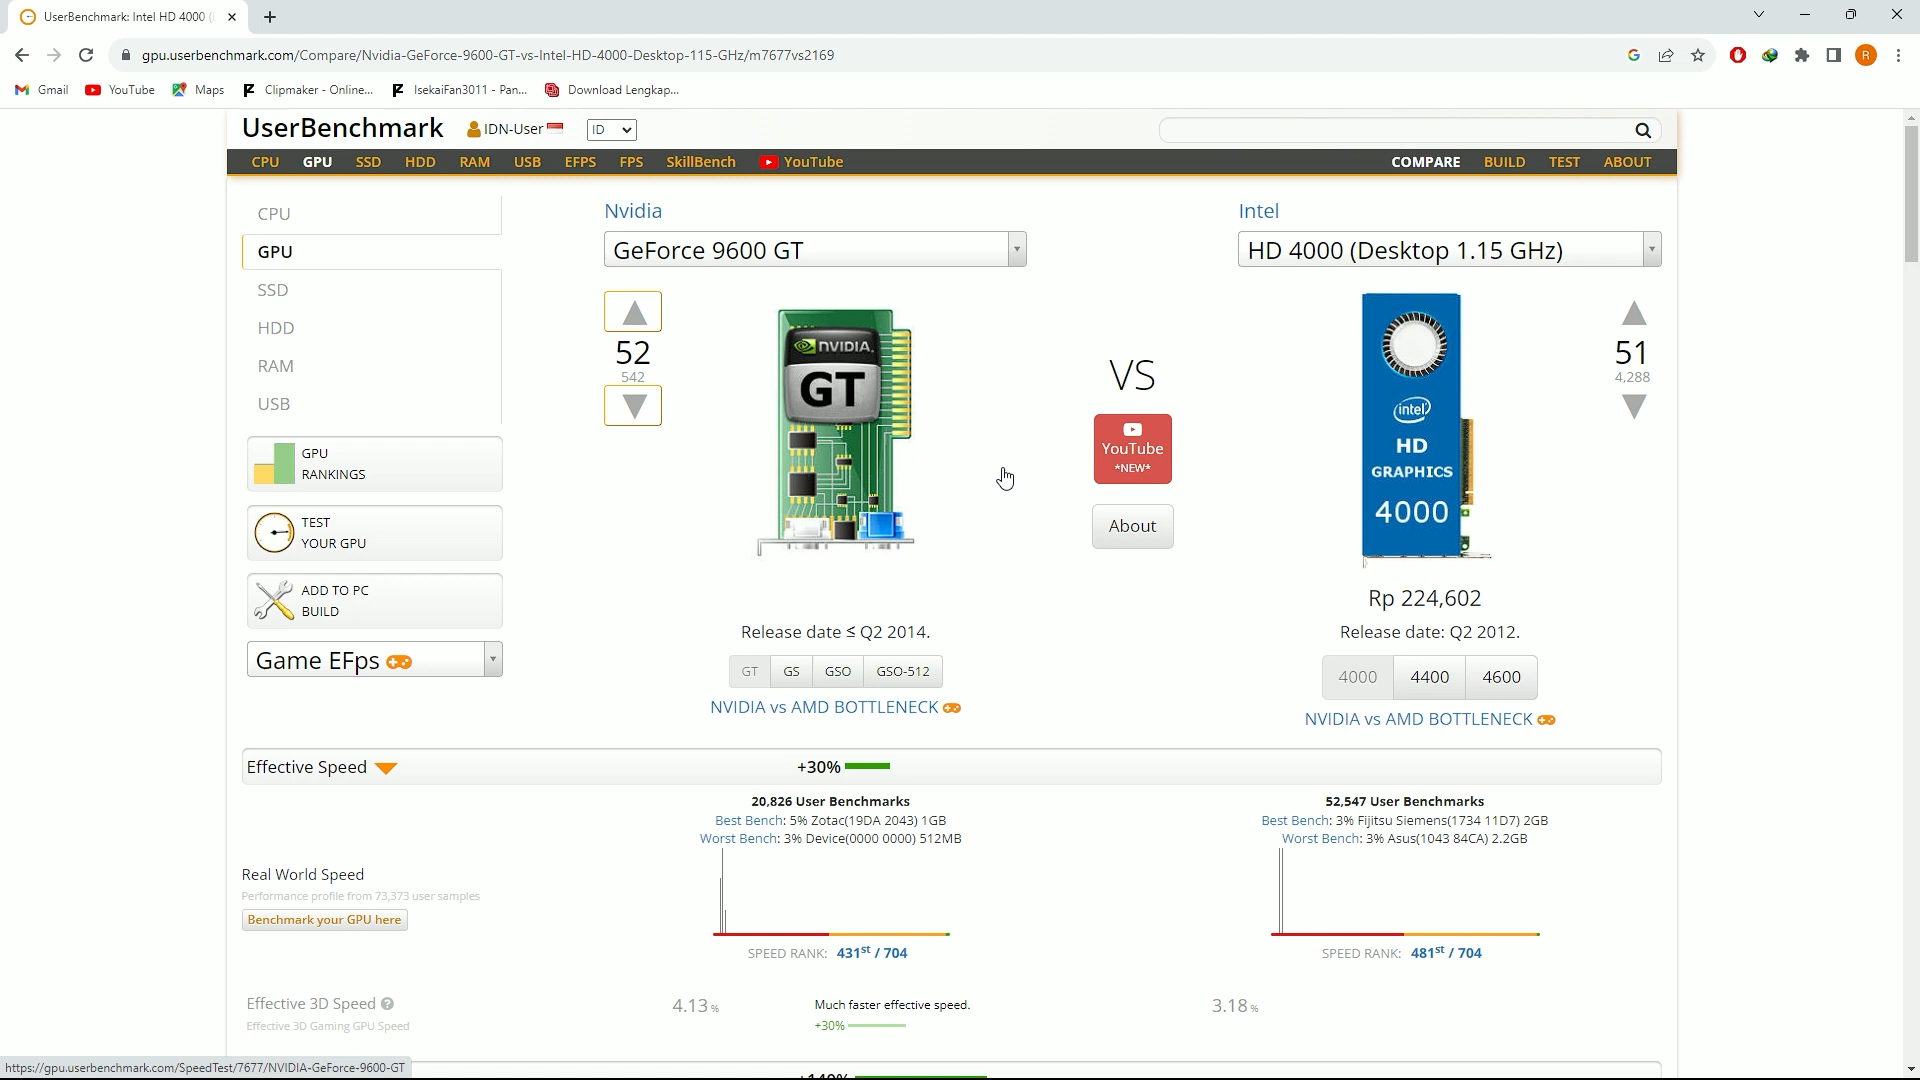 UserBenchmark: Intel HD 4000 (
gpu.userbenchmark.com/Compare/Nvidia-GeForce-9600-GT-vs-Intel-HD-4000-Desktop-115-GHz/m7677vs2169
R
Gmail YouTube Maps Clipmaker - Online... IsekaiFan3011 - Pan... Download Lengkap...
UserBenchmark IDN-User ID
CPU GPU SSD HDD RAM USB EFPS FPS SkillBench YouTube COMPARE BUILD TEST ABOUT
CPU
GPU
SSD
HDD
RAM
USB
GPU
RANKINGS
TEST
YOUR GPU
ADD TO PC
BUILD
Game EFps
Nvidia
GeForce 9600 GT
52
542
NVIDIA.
GT
Release date ≤ Q2 2014.
GT GS GSO GSO-512
NVIDIA vs AMD BOTTLENECK
VS
YouTube
*NEW*
About
Intel
HD 4000 (Desktop 1.15 GHz)
51
4,288
intel
HD
GRAPHICS
4000
Rp 224,602
Release date: Q2 2012.
4000 4400 4600
NVIDIA vs AMD BOTTLENECK
Effective Speed +30%
20,826 User Benchmarks
Best Bench: 5% Zotac(19DA 2043) 1GB
Worst Bench: 3% Device(0000 0000) 512MB
52,547 User Benchmarks
Best Bench: 3% Fijitsu Siemens(1734 11D7) 2GB
Worst Bench: 3% Asus(1043 84CA) 2.2GB
Real World Speed
Performance profile from 73,373 user samples
Benchmark your GPU here
SPEED RANK: 431st / 704
SPEED RANK: 481st / 704
Effective 3D Speed ?
Effective 3D Gaming GPU Speed
4.13 %
Much faster effective speed.
+30%
3.18 %
https://gpu.userbenchmark.com/SpeedTest/7677/NVIDIA-GeForce-9600-GT